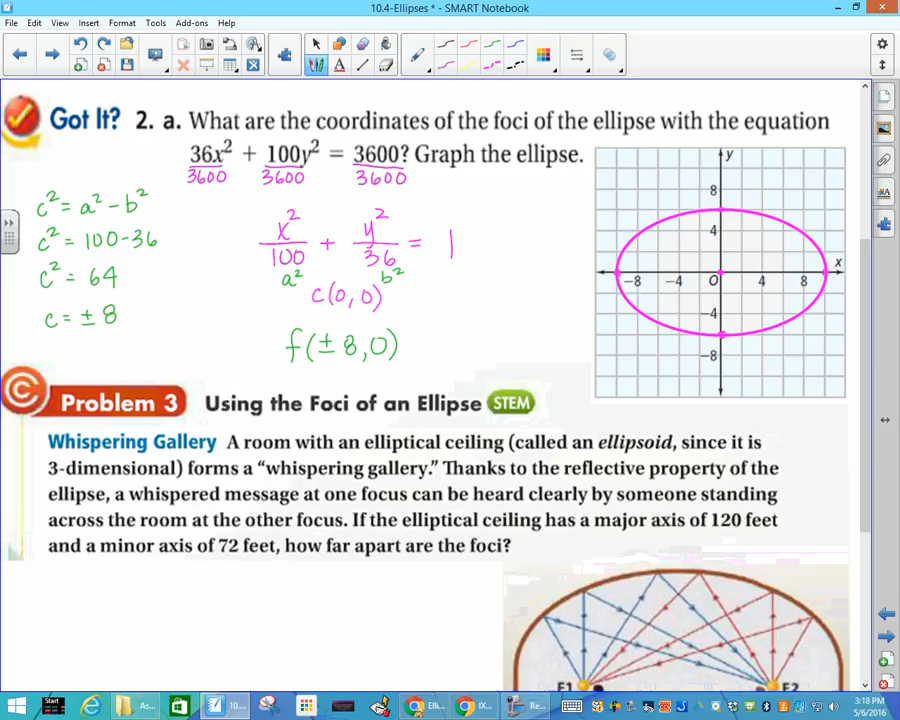 10.4-Ellipses * - SMART Notebook
File Edit View Insert Format Tools Add-ons Help
Got It? 2. a. What are the coordinates of the foci of the ellipse with the equation
36x² + 100y² = 3600? Graph the ellipse.
3600 3600 3600
c² = a² - b²
c² = 100-36
c² = 64
c = ± 8
x²/100 + y²/36 = 1
a² b²
c(0, 0)
f(± 8, 0)
y
8
4
x
-8 -4 O 4 8
-4
-8
C
Problem 3 Using the Foci of an Ellipse STEM
Whispering Gallery A room with an elliptical ceiling (called an ellipsoid, since it is
3-dimensional) forms a “whispering gallery.” Thanks to the reflective property of the
ellipse, a whispered message at one focus can be heard clearly by someone standing
across the room at the other focus. If the elliptical ceiling has a major axis of 120 feet
and a minor axis of 72 feet, how far apart are the foci?
F1 F2
Start As... 10.... Elli... IX... Re...
3:18 PM
5/6/2016